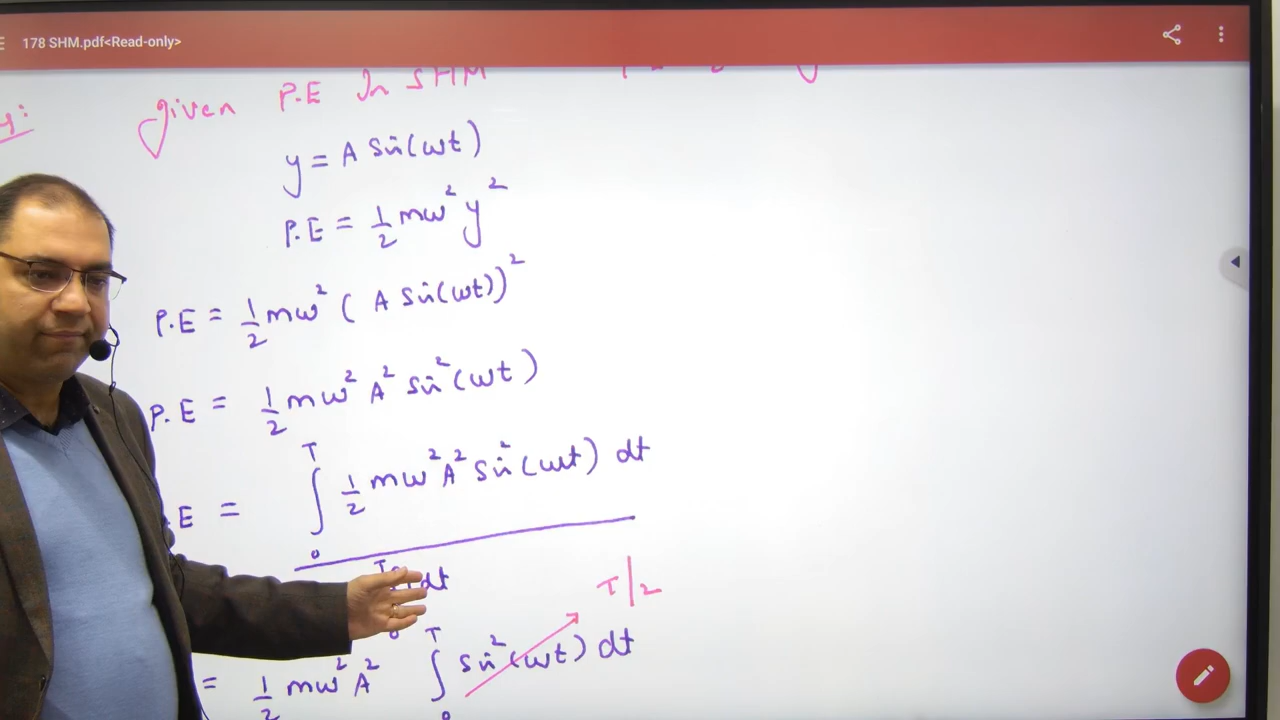 178 SHM.pdf<Read-only>
given P.E In SHM
y = A Sin(ωt)
P.E = 1/2 mω² y²
P.E = 1/2 mω² ( A Sin(ωt))²
P.E = 1/2 mω² A² Sin²(ωt)
.E = ∫₀ᵀ 1/2 mω² A² Sin²(ωt) dt
dt
T/2
= 1/2 mω² A² ∫₀ᵀ Sin²(ωt) dt